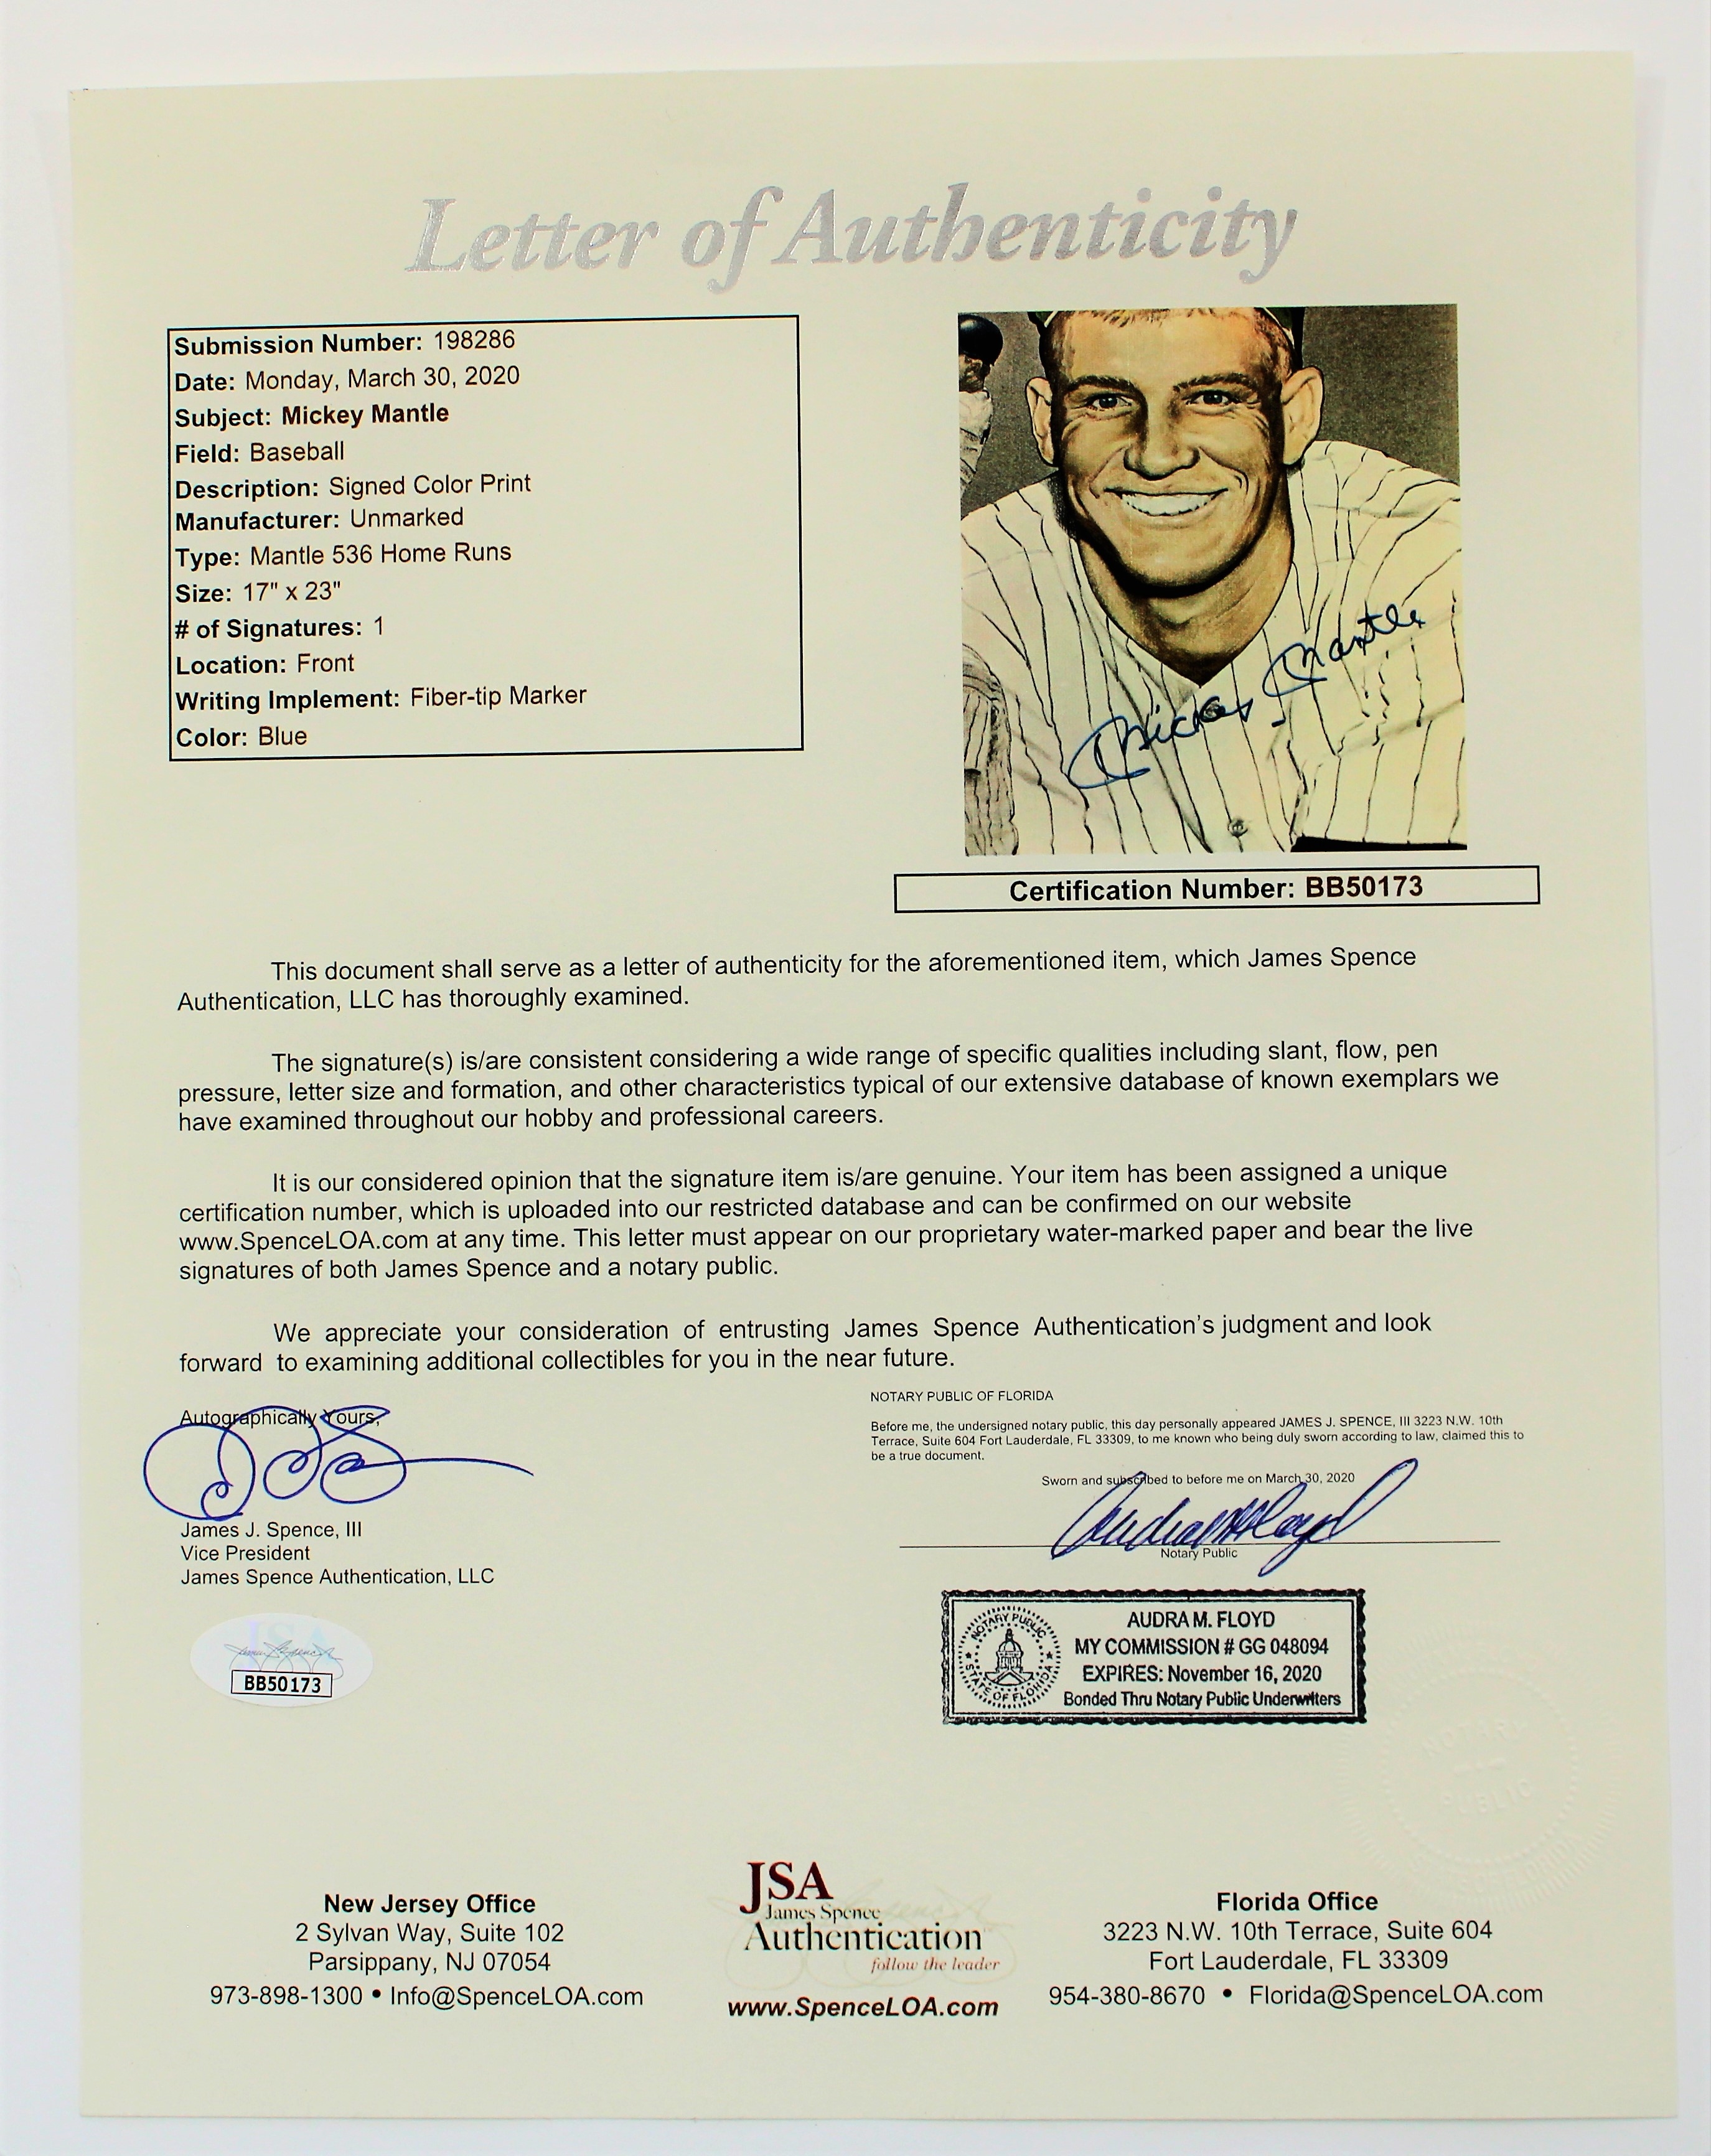 Letter of Authenticity
Submission Number: 198286
Date: Monday, March 30, 2020
Subject: Mickey Mantle
Field: Baseball
Description: Signed Color Print
Manufacturer: Unmarked
Type: Mantle 536 Home Runs
Size: 17" x 23"
# of Signatures: 1
Location: Front
Writing Implement: Fiber-tip Marker
Color: Blue
Mickey Mantle
Certification Number: BB50173
This document shall serve as a letter of authenticity for the aforementioned item, which James Spence
Authentication, LLC has thoroughly examined.
The signature(s) is/are consistent considering a wide range of specific qualities including slant, flow, pen
pressure, letter size and formation, and other characteristics typical of our extensive database of known exemplars we
have examined throughout our hobby and professional careers.
It is our considered opinion that the signature item is/are genuine. Your item has been assigned a unique
certification number, which is uploaded into our restricted database and can be confirmed on our website
www.SpenceLOA.com at any time. This letter must appear on our proprietary water-marked paper and bear the live
signatures of both James Spence and a notary public.
We appreciate your consideration of entrusting James Spence Authentication's judgment and look
forward to examining additional collectibles for you in the near future.
Autographically Yours,
James J. Spence, III
Vice President
James Spence Authentication, LLC
JSA
BB50173
NOTARY PUBLIC OF FLORIDA
Before me, the undersigned notary public, this day personally appeared JAMES J. SPENCE, III 3223 N.W. 10th
Terrace, Suite 604 Fort Lauderdale, FL 33309, to me known who being duly sworn according to law, claimed this to
be a true document.
Sworn and subscribed to before me on March 30, 2020
Audra M Floyd
Notary Public
NOTARY PUBLIC
STATE OF FLORIDA
AUDRA M. FLOYD
MY COMMISSION # GG 048094
EXPIRES: November 16, 2020
Bonded Thru Notary Public Underwriters
NOTARY
PUBLIC
New Jersey Office
2 Sylvan Way, Suite 102
Parsippany, NJ 07054
973-898-1300 • Info@SpenceLOA.com
JSA
James Spence
Authentication
follow the leader
www.SpenceLOA.com
Florida Office
3223 N.W. 10th Terrace, Suite 604
Fort Lauderdale, FL 33309
954-380-8670 • Florida@SpenceLOA.com